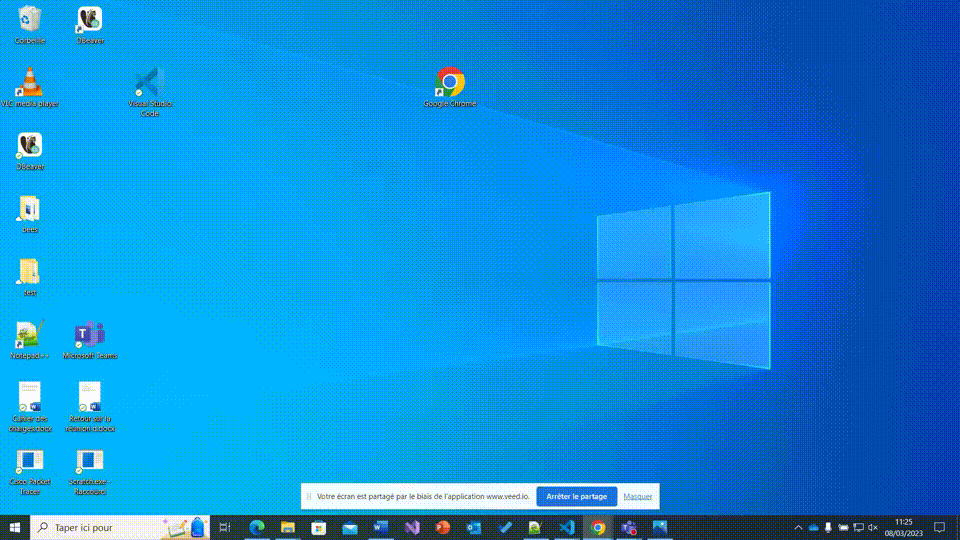 Corbeille
DBeaver
VLC media player
Visual Studio
Code
Google Chrome
DBeaver
test
Notepad++
Microsoft Teams
Cahier des
charges.docx
Retour sur la
réunion d.docx
Cisco Packet
Tracer
Scratch.exe -
Raccourci
Votre écran est partagé par le biais de l'application www.veed.io.
Arrêter le partage
Masquer
Taper ici pour
11:25
08/03/2023